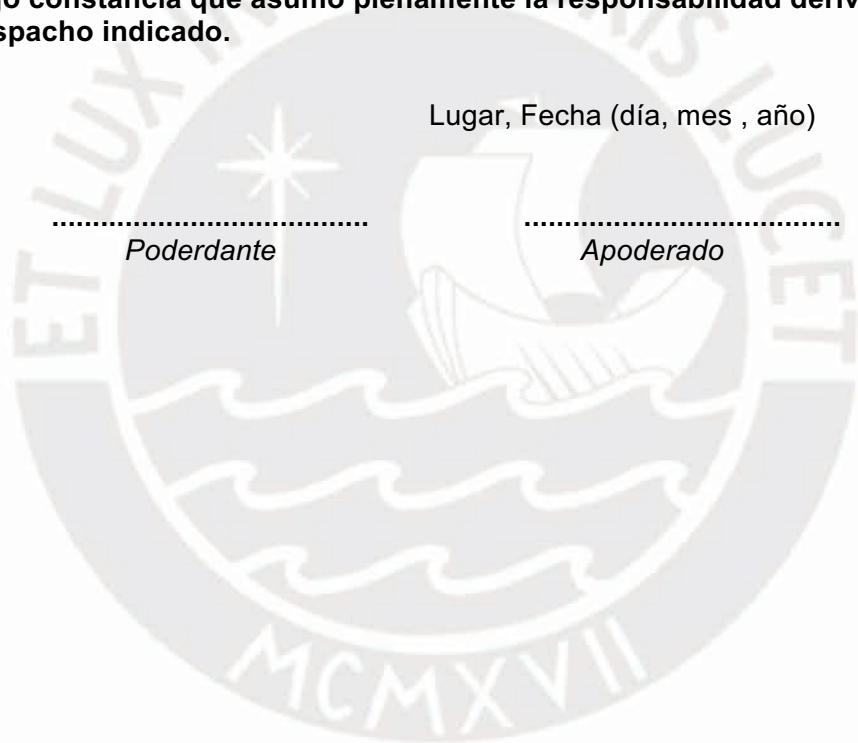 constancia que asumo plenamente la responsabilidad
spacho indicado.
Lugar, Fecha (día, mes , año)
....................................... .......................................
Poderdante Apoderado
ET LUX IN LUCET
MCMXVII